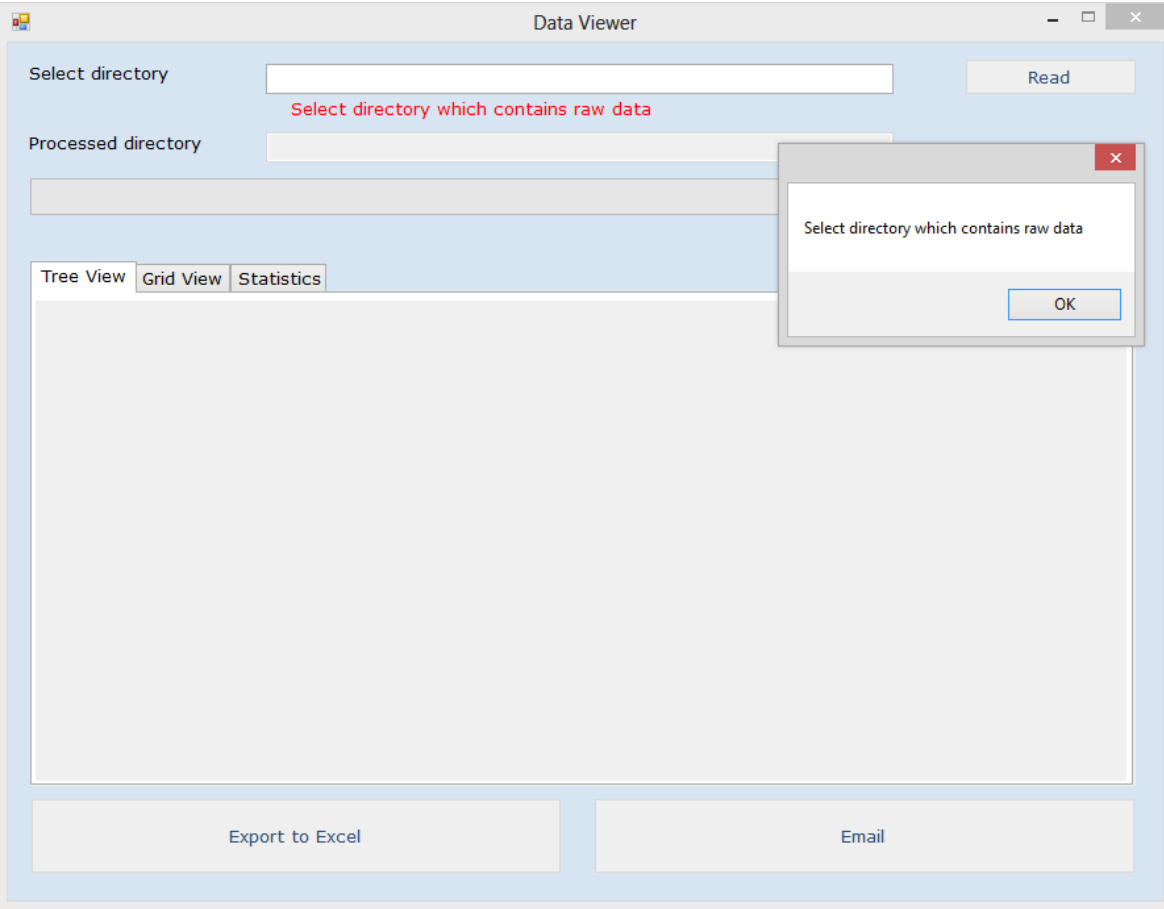 Data Viewer
Select directory
Read
Select directory which contains raw data
Processed directory
Select directory which contains raw data
OK
Tree View Grid View Statistics
Export to Excel Email